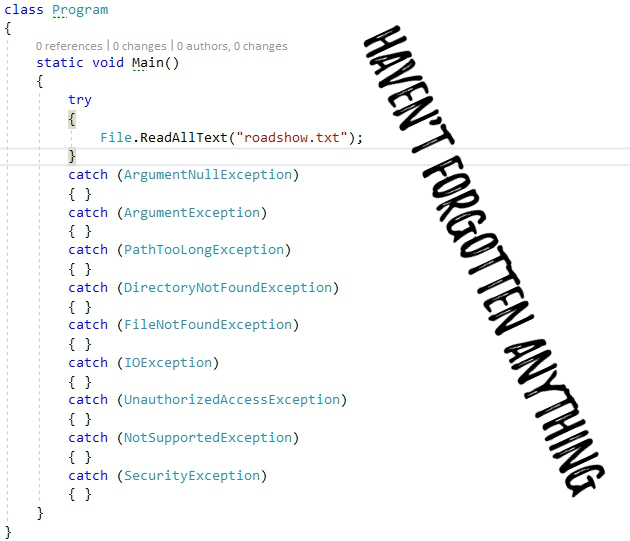 class Program
{
0 references | 0 changes | 0 authors, 0 changes
static void Main()
{
try
{
File.ReadAllText("roadshow.txt");
}
catch (ArgumentNullException)
{ }
catch (ArgumentException)
{ }
catch (PathTooLongException)
{ }
catch (DirectoryNotFoundException)
{ }
catch (FileNotFoundException)
{ }
catch (IOException)
{ }
catch (UnauthorizedAccessException)
{ }
catch (NotSupportedException)
{ }
catch (SecurityException)
{ }
}
}
HAVEN'T FORGOTTEN ANYTHING